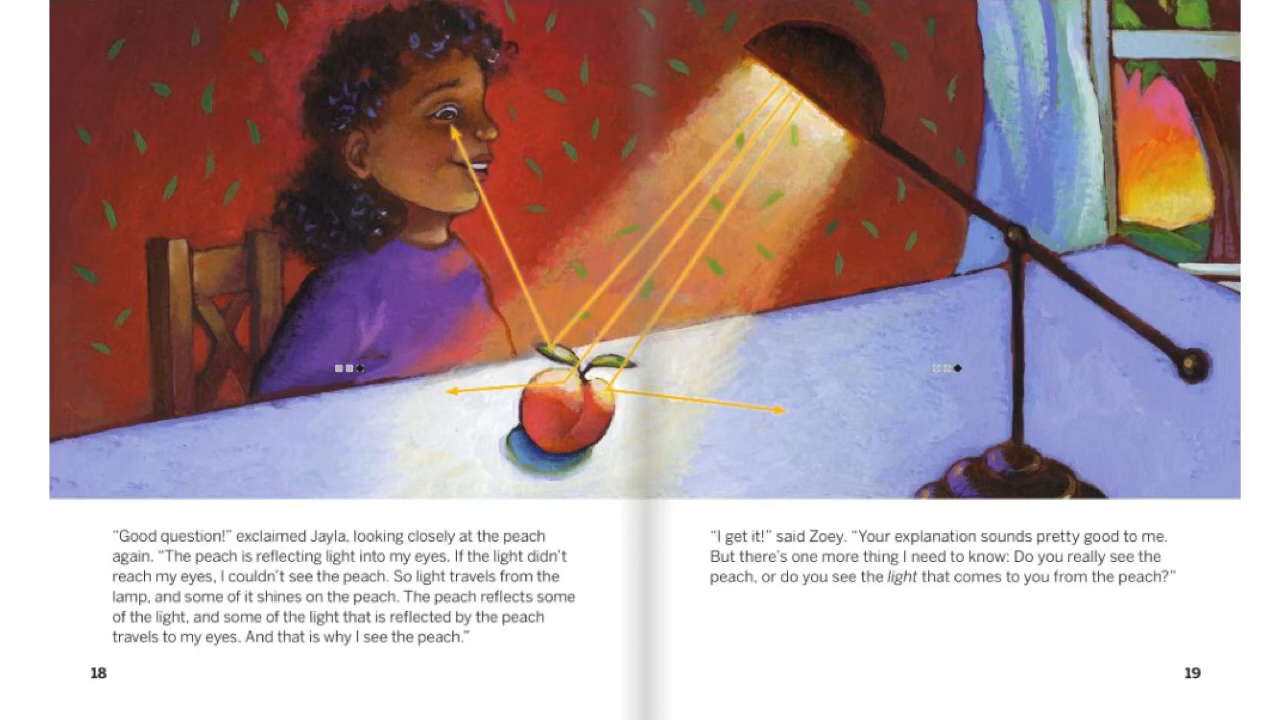 “Good question!” exclaimed Jayla, looking closely at the peach
again. “The peach is reflecting light into my eyes. If the light didn’t
reach my eyes, I couldn’t see the peach. So light travels from the
lamp, and some of it shines on the peach. The peach reflects some
of the light, and some of the light that is reflected by the peach
travels to my eyes. And that is why I see the peach.”
18
“I get it!” said Zoey. “Your explanation sounds pretty good to me.
But there’s one more thing I need to know: Do you really see the
peach, or do you see the light that comes to you from the peach?”
19